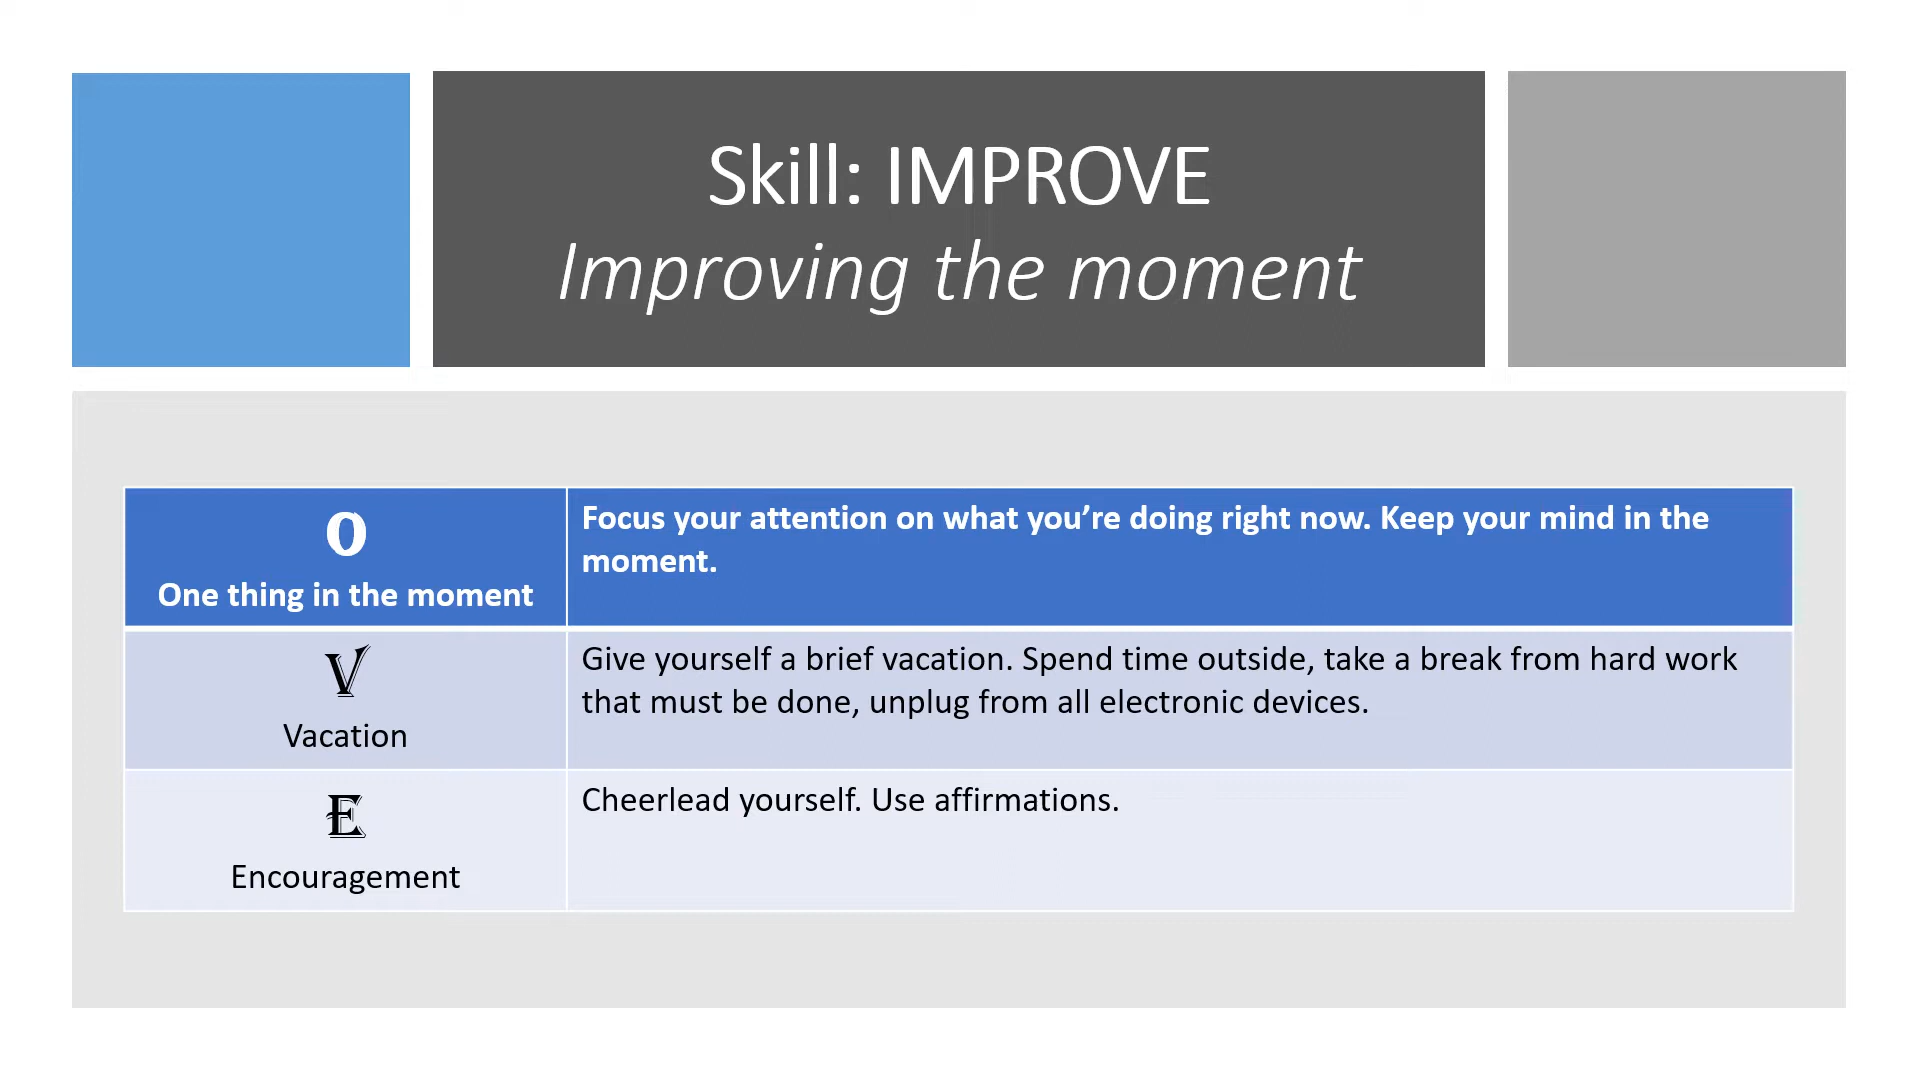 Skill: IMPROVE
Improving the moment
O
One thing in the moment
Focus your attention on what you’re doing right now. Keep your mind in the
moment.
V
Vacation
Give yourself a brief vacation. Spend time outside, take a break from hard work
that must be done, unplug from all electronic devices.
E
Encouragement
Cheerlead yourself. Use affirmations.